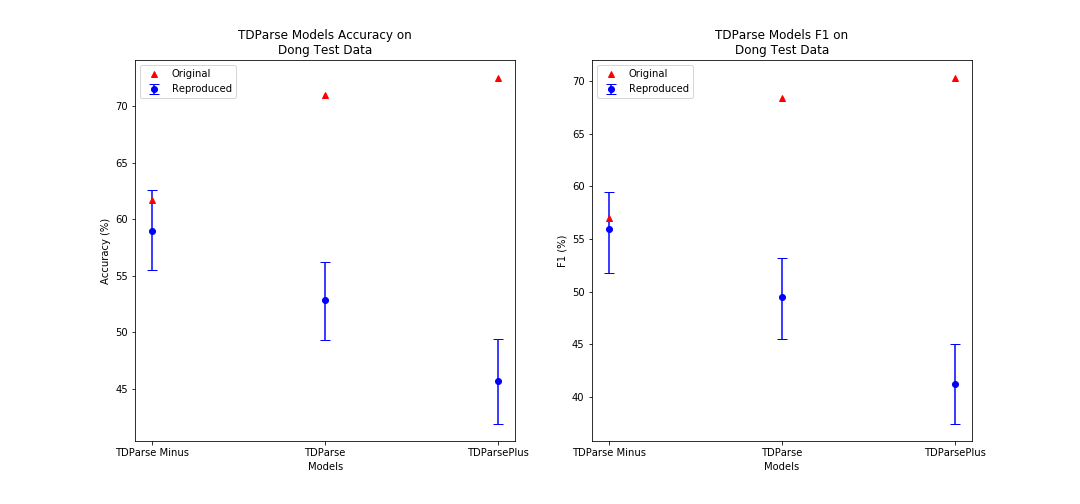 TDParse Models Accuracy on
Dong Test Data
Original
Reproduced
70
65
60
55
50
45
Accuracy (%)
TDParse Minus
TDParse
TDParsePlus
Models
TDParse Models F1 on
Dong Test Data
Original
Reproduced
70
65
60
55
50
45
40
F1 (%)
TDParse Minus
TDParse
TDParsePlus
Models